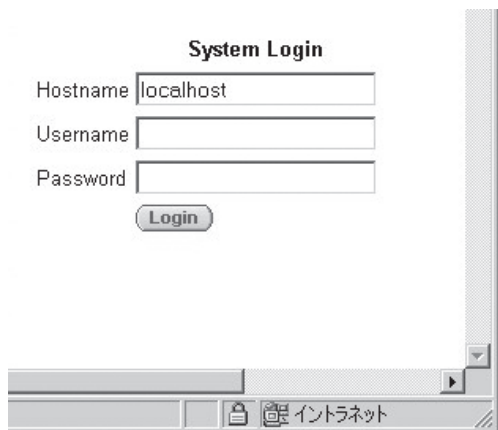 System Login
Hostname localhost
Username
Password
Login
イントラネット